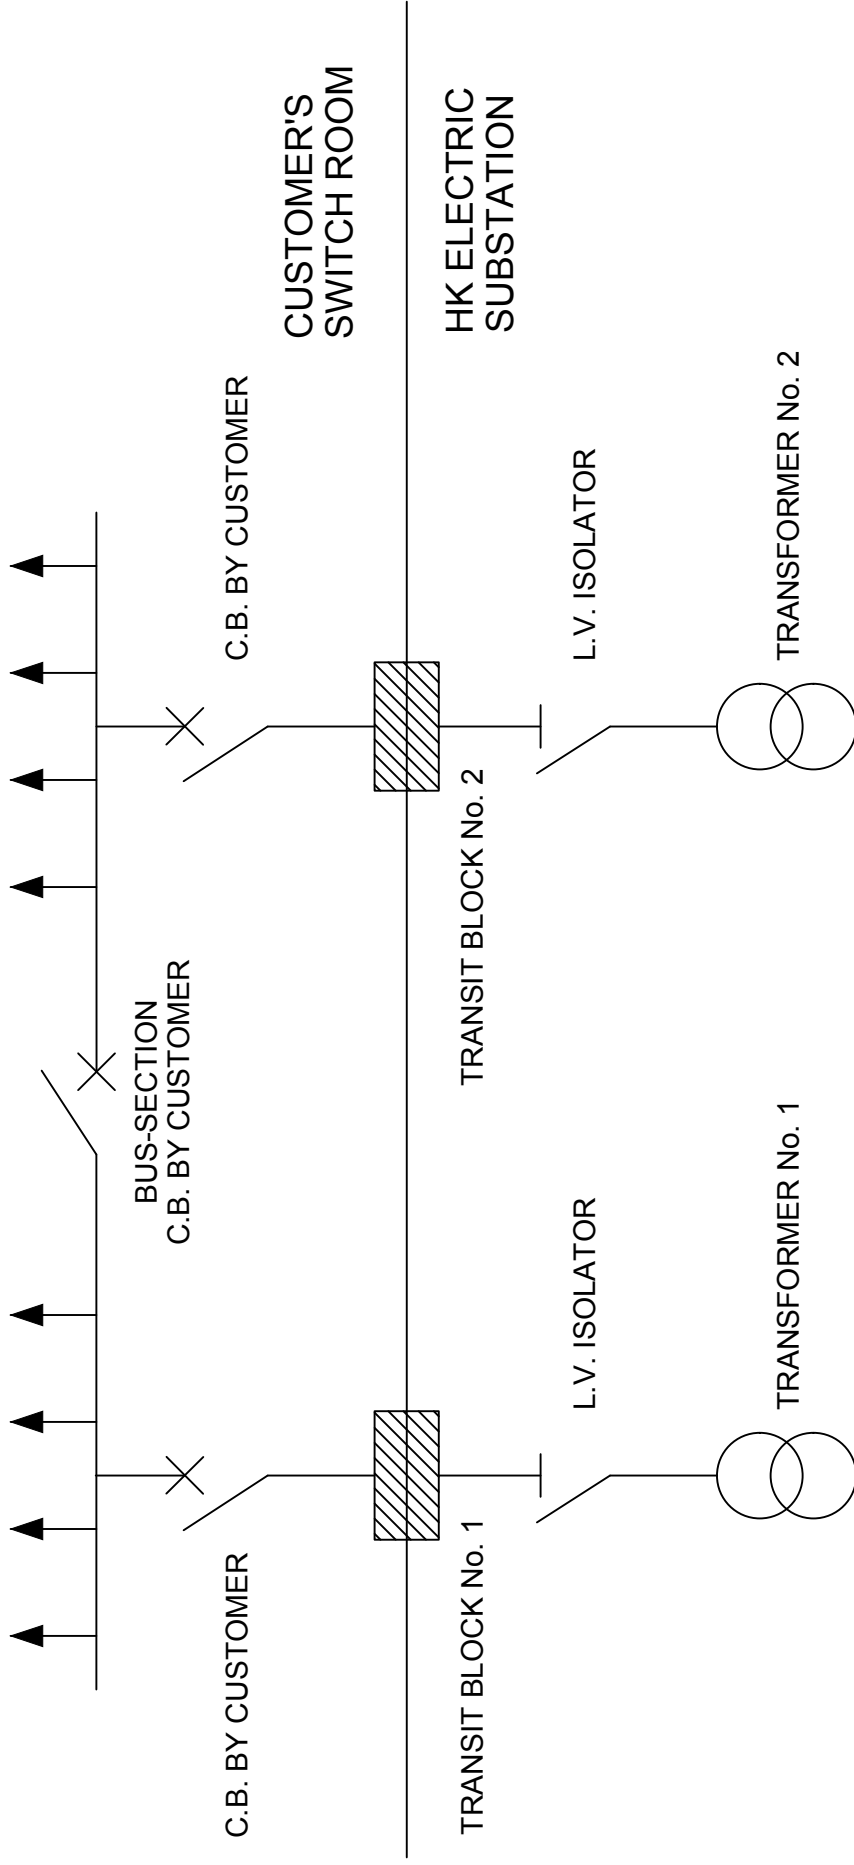 BUS-SECTION
C.B. BY CUSTOMER
C.B. BY CUSTOMER
C.B. BY CUSTOMER
CUSTOMER'S
SWITCH ROOM
TRANSIT BLOCK No. 1
TRANSIT BLOCK No. 2
HK ELECTRIC
SUBSTATION
L.V. ISOLATOR
L.V. ISOLATOR
TRANSFORMER No. 1
TRANSFORMER No. 2